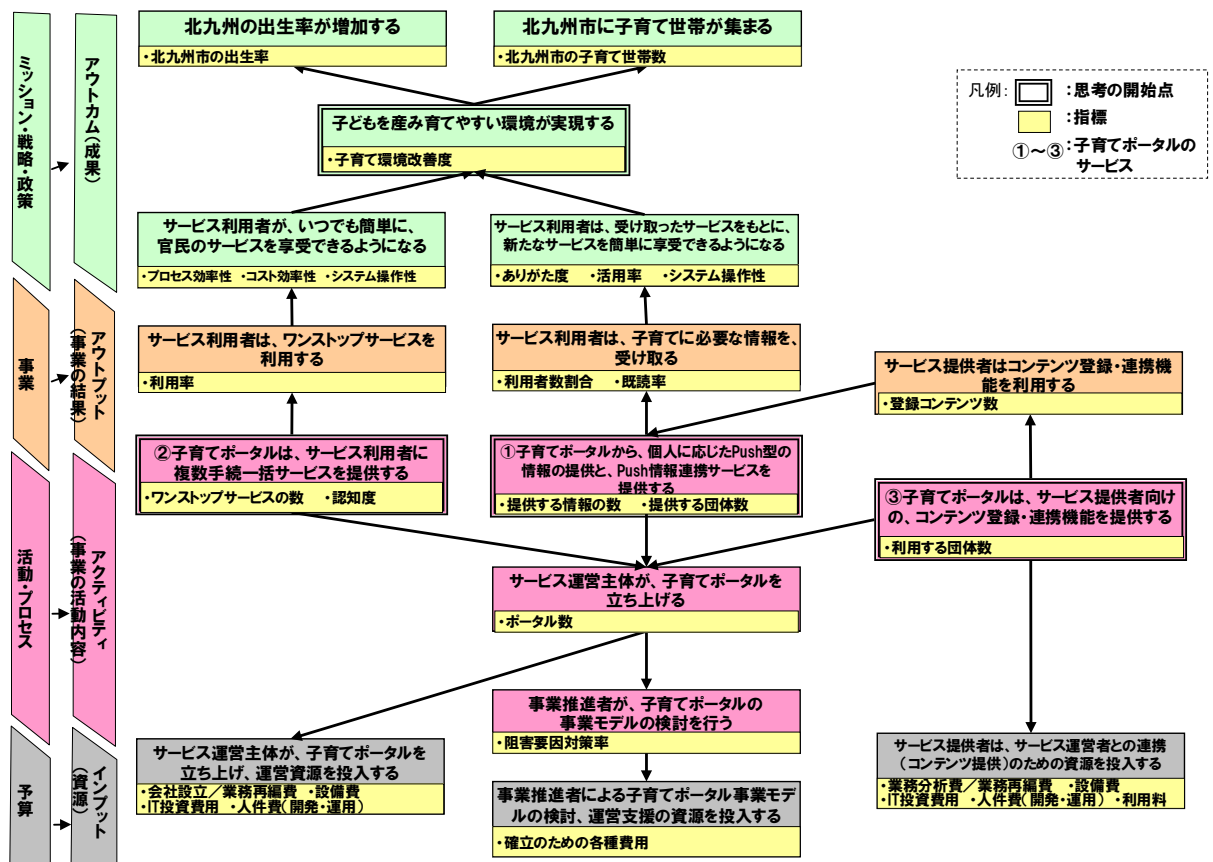 北九州の出生率が増加する
・北九州市の出生率
北九州市に子育て世帯が集まる
・北九州市の子育て世帯数
凡例:
:思考の開始点
:指標
①~③:子育てポータルの
サービス
子どもを産み育てやすい環境が実現する
・子育て環境改善度
ミッション・戦略・政策
アウトカム(成果)
サービス利用者が、いつでも簡単に、
官民のサービスを享受できるようになる
・プロセス効率性 ・コスト効率性 ・システム操作性
サービス利用者は、受け取ったサービスをもとに、
新たなサービスを簡単に享受できるようになる
・ありがた度 ・活用率 ・システム操作性
事業
アウトプット
(事業の結果)
サービス利用者は、ワンストップサービスを
利用する
・利用率
サービス利用者は、子育てに必要な情報を、
受け取る
・利用者数割合 ・既読率
サービス提供者はコンテンツ登録・連携機
能を利用する
・登録コンテンツ数
活動・プロセス
アクティビティ
(事業の活動内容)
②子育てポータルは、サービス利用者に
複数手続一括サービスを提供する
・ワンストップサービスの数 ・認知度
①子育てポータルから、個人に応じたPush型の
情報の提供と、Push情報連携サービスを
提供する
・提供する情報の数 ・提供する団体数
③子育てポータルは、サービス提供者向け
の、コンテンツ登録・連携機能を提供する
・利用する団体数
サービス運営主体が、子育てポータルを
立ち上げる
・ポータル数
事業推進者が、子育てポータルの
事業モデルの検討を行う
・阻害要因対策率
予算
インプット
(資源)
サービス運営主体が、子育てポータルを
立ち上げ、運営資源を投入する
・会社設立/業務再編費 ・設備費
・IT投資費用 ・人件費(開発・運用)
事業推進者による子育てポータル事業モデ
ルの検討、運営支援の資源を投入する
・確立のための各種費用
サービス提供者は、サービス運営者との連携
(コンテンツ提供)のための資源を投入する
・業務分析費/業務再編費 ・設備費
・IT投資費用 ・人件費(開発・運用) ・利用料